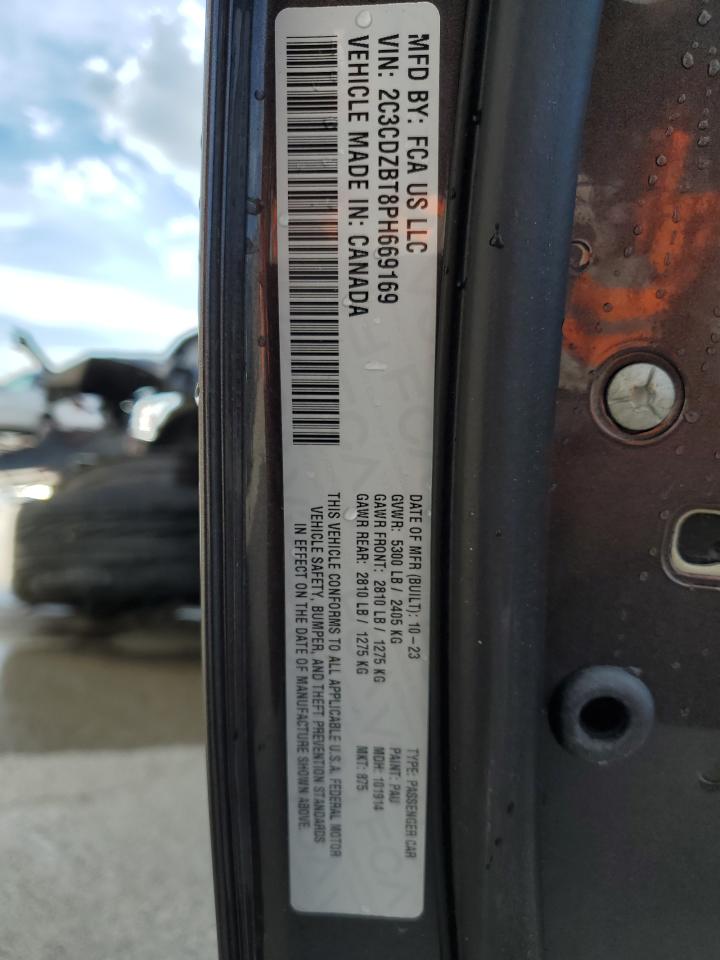 MFD BY: FCA US LLC
VIN: 2C3CDZBT8PH669169
VEHICLE MADE IN: CANADA
DATE OF MFR (BUILT): 10-23
GVWR: 5300 LB / 2405 KG
GAWR FRONT: 2810 LB / 1275 KG
GAWR REAR: 2810 LB / 1275 KG
TYPE: PASSENGER CAR
PAINT: PAU
MDH: 101914
MKT: 875
THIS VEHICLE CONFORMS TO ALL APPLICABLE U.S.A. FEDERAL MOTOR
VEHICLE SAFETY, BUMPER, AND THEFT PREVENTION STANDARDS
IN EFFECT ON THE DATE OF MANUFACTURE SHOWN ABOVE.